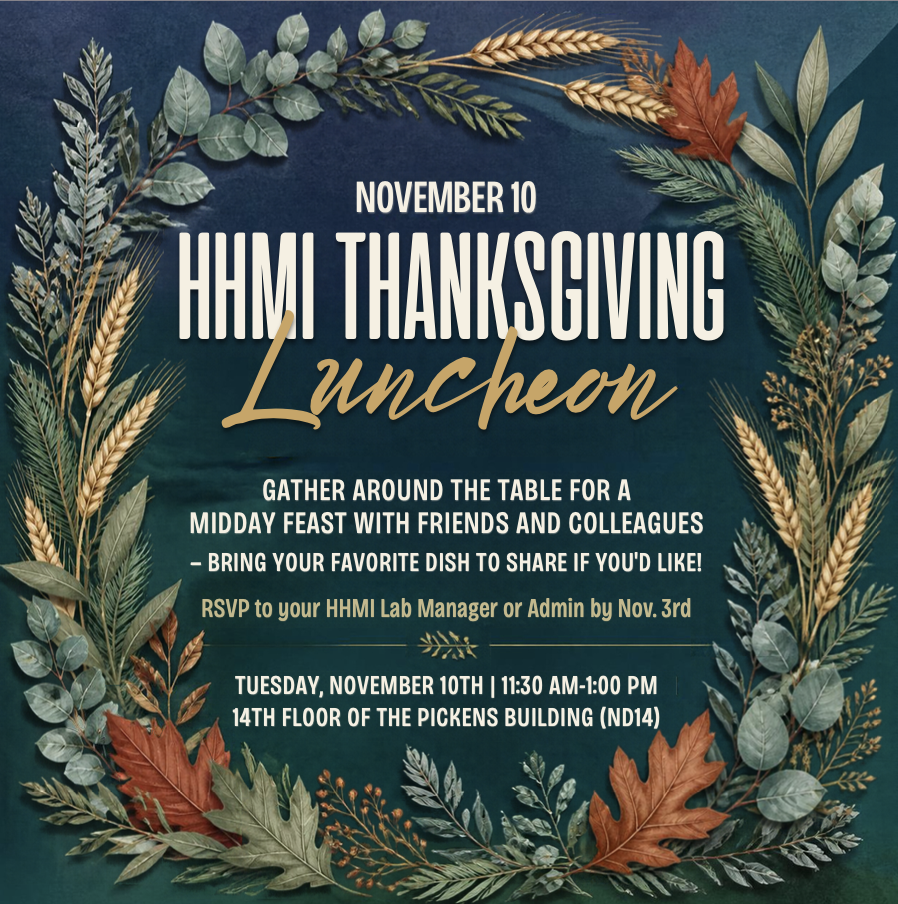 NOVEMBER 10
HHMI THANKSGIVING
Luncheon
GATHER AROUND THE TABLE FOR A
MIDDAY FEAST WITH FRIENDS AND COLLEAGUES
– BRING YOUR FAVORITE DISH TO SHARE IF YOU'D LIKE!
RSVP to your HHMI Lab Manager or Admin by Nov. 3rd
TUESDAY, NOVEMBER 10TH | 11:30 AM-1:00 PM
14TH FLOOR OF THE PICKENS BUILDING (ND14)